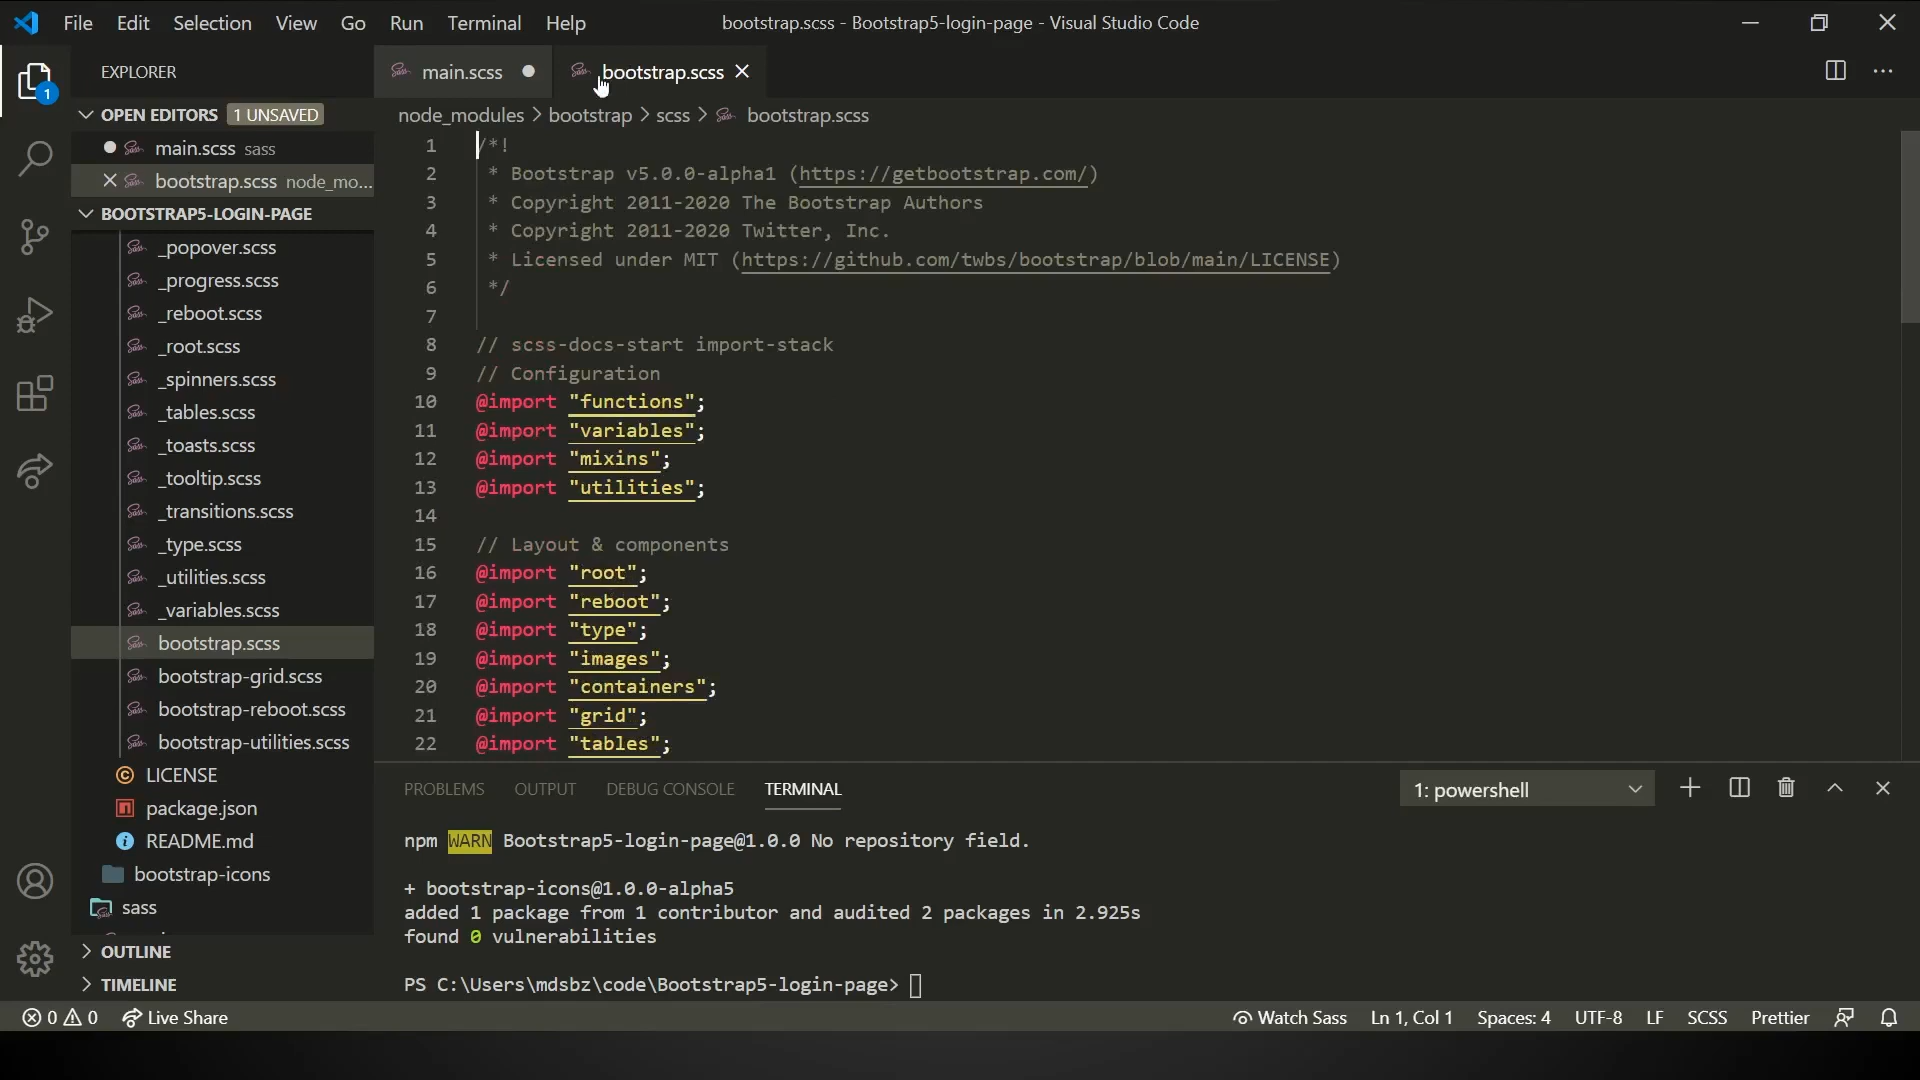 File Edit Selection View Go Run Terminal Help
bootstrap.scss - Bootstrap5-login-page - Visual Studio Code
1
EXPLORER
OPEN EDITORS 1 UNSAVED
main.scss sass
bootstrap.scss node_mo...
BOOTSTRAP5-LOGIN-PAGE
_popover.scss
_progress.scss
_reboot.scss
_root.scss
_spinners.scss
_tables.scss
_toasts.scss
_tooltip.scss
_transitions.scss
_type.scss
_utilities.scss
_variables.scss
bootstrap.scss
bootstrap-grid.scss
bootstrap-reboot.scss
bootstrap-utilities.scss
LICENSE
package.json
README.md
bootstrap-icons
sass
OUTLINE
TIMELINE
main.scss
bootstrap.scss
node_modules > bootstrap > scss > bootstrap.scss
1 /*!
2 * Bootstrap v5.0.0-alpha1 (https://getbootstrap.com/)
3 * Copyright 2011-2020 The Bootstrap Authors
4 * Copyright 2011-2020 Twitter, Inc.
5 * Licensed under MIT (https://github.com/twbs/bootstrap/blob/main/LICENSE)
6 */
7
8 // scss-docs-start import-stack
9 // Configuration
10 @import "functions";
11 @import "variables";
12 @import "mixins";
13 @import "utilities";
14
15 // Layout & components
16 @import "root";
17 @import "reboot";
18 @import "type";
19 @import "images";
20 @import "containers";
21 @import "grid";
22 @import "tables";
PROBLEMS OUTPUT DEBUG CONSOLE TERMINAL
1: powershell
npm WARN Bootstrap5-login-page@1.0.0 No repository field.
+ bootstrap-icons@1.0.0-alpha5
added 1 package from 1 contributor and audited 2 packages in 2.925s
found 0 vulnerabilities
PS C:\Users\mdsbz\code\Bootstrap5-login-page>
0 0 Live Share
Watch Sass Ln 1, Col 1 Spaces: 4 UTF-8 LF SCSS Prettier